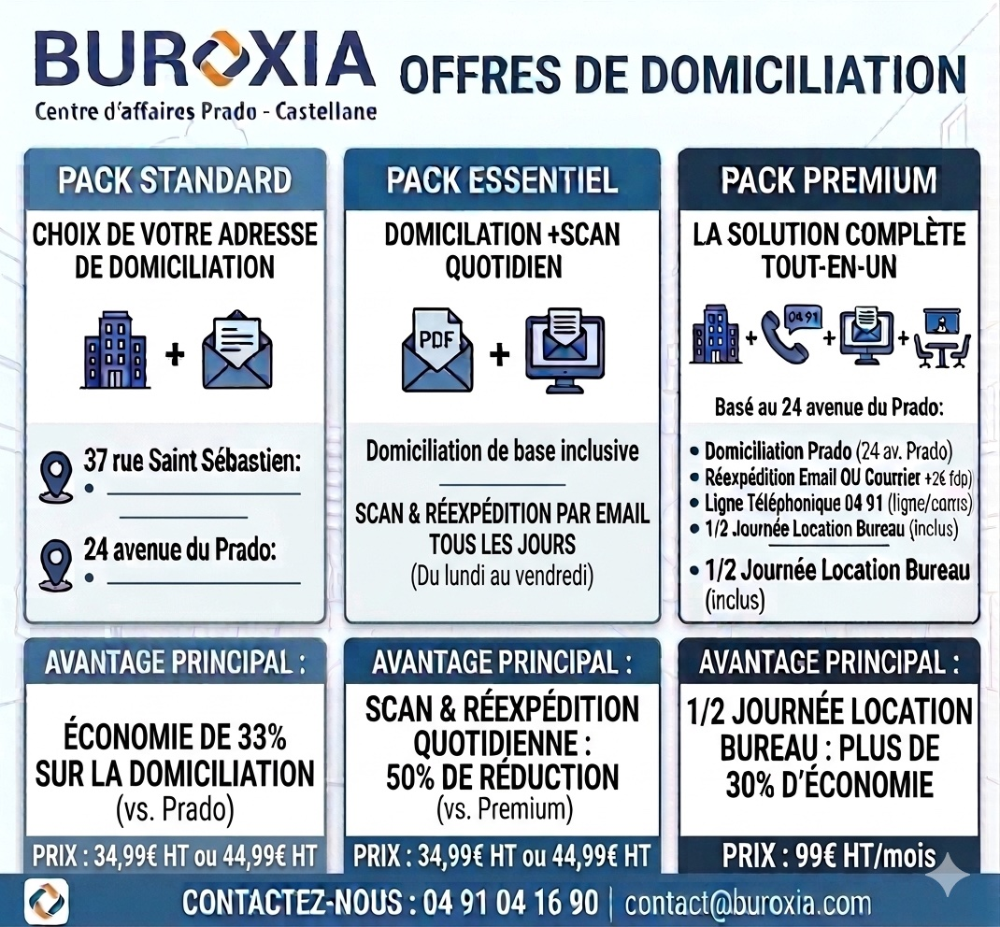 BUROXIA
Centre d'affaires Prado - Castellane
OFFRES DE DOMICILIATION
PACK STANDARD
CHOIX DE VOTRE ADRESSE
DE DOMICILIATION
37 rue Saint Sébastien:
24 avenue du Prado:
PACK ESSENTIEL
DOMICILATION +SCAN
QUOTIDIEN
PDF
Domiciliation de base inclusive
SCAN & RÉEXPÉDITION PAR EMAIL
TOUS LES JOURS
(Du lundi au vendredi)
PACK PREMIUM
LA SOLUTION COMPLÈTE
TOUT-EN-UN
04 91
Basé au 24 avenue du Prado:
• Domiciliation Prado (24 av. Prado)
• Réexpédition Email OU Courrier +2€ fdp)
• Ligne Téléphonique 04 91 (ligne/
• 1/2 Journée Location Bureau (inclus)
• 1/2 Journée Location Bureau
(inclus)
AVANTAGE PRINCIPAL :
ÉCONOMIE DE 33%
SUR LA DOMICILIATION
(vs. Prado)
PRIX : 34,99€ HT ou 44,99€ HT
AVANTAGE PRINCIPAL :
SCAN & RÉEXPÉDITION
QUOTIDIENNE :
50% DE RÉDUCTION
(vs. Premium)
PRIX : 34,99€ HT ou 44,99€ HT
AVANTAGE PRINCIPAL :
1/2 JOURNÉE LOCATION
BUREAU : PLUS DE
30% D'ÉCONOMIE
PRIX : 99€ HT/mois
CONTACTEZ-NOUS : 04 91 04 16 90 | contact@buroxia.com